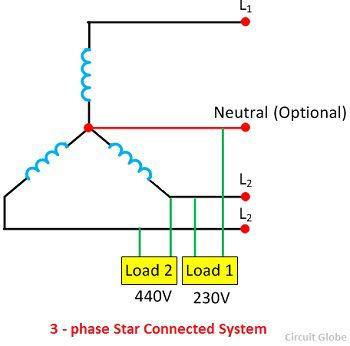 L1
Neutral (Optional)
L2
L2
Load 2 Load 1
440V 230V
3 - phase Star Connected System
Circuit Globe